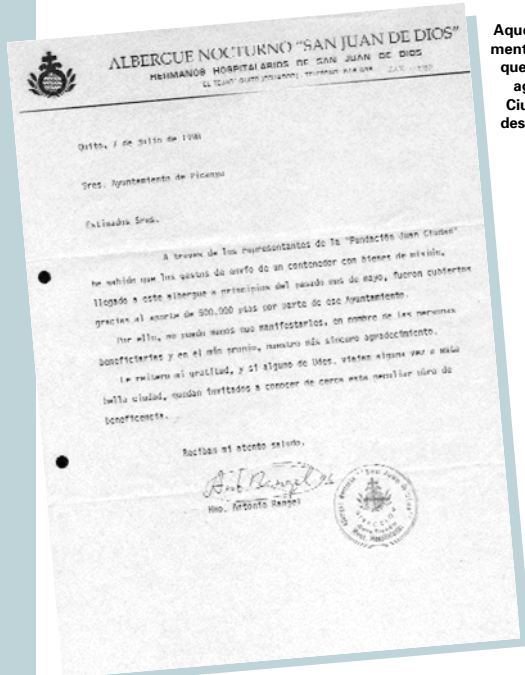 ALBERGUE NOCTURNO "SAN JUAN DE DIOS"
HERMANOS HOSPITALARIOS DE SAN JUAN DE DIOS
Quito, 7 de julio de
Sres. Ayuntamiento de Picanya
Estimados Sres.
A traves de los representantes de la "Fundación Juan Ciudad"
he sabido que los gastos de envío de un contenedor con bienes de misión,
llegado a este albergue a principios del pasado mes de mayo, fueron cubiertos
gracias al aporte de 500.000 ptas por parte de ese Ayuntamiento.
Por ello, no puedo menos que manifestarles, en nombre de las personas
beneficiarias y en el mio propio, nuestro más sincero agradecimiento.
Le reitero mi gratitud, y si alguno de Uds. viajan alguna vez a esta
bella ciudad, quedan invitados a conocer de cerca esta peculiar obra de
beneficencia.
Reciban mi atento saludo.
Hno. Antonio Rangel
Aque
ment
que
ag
Ciu
des